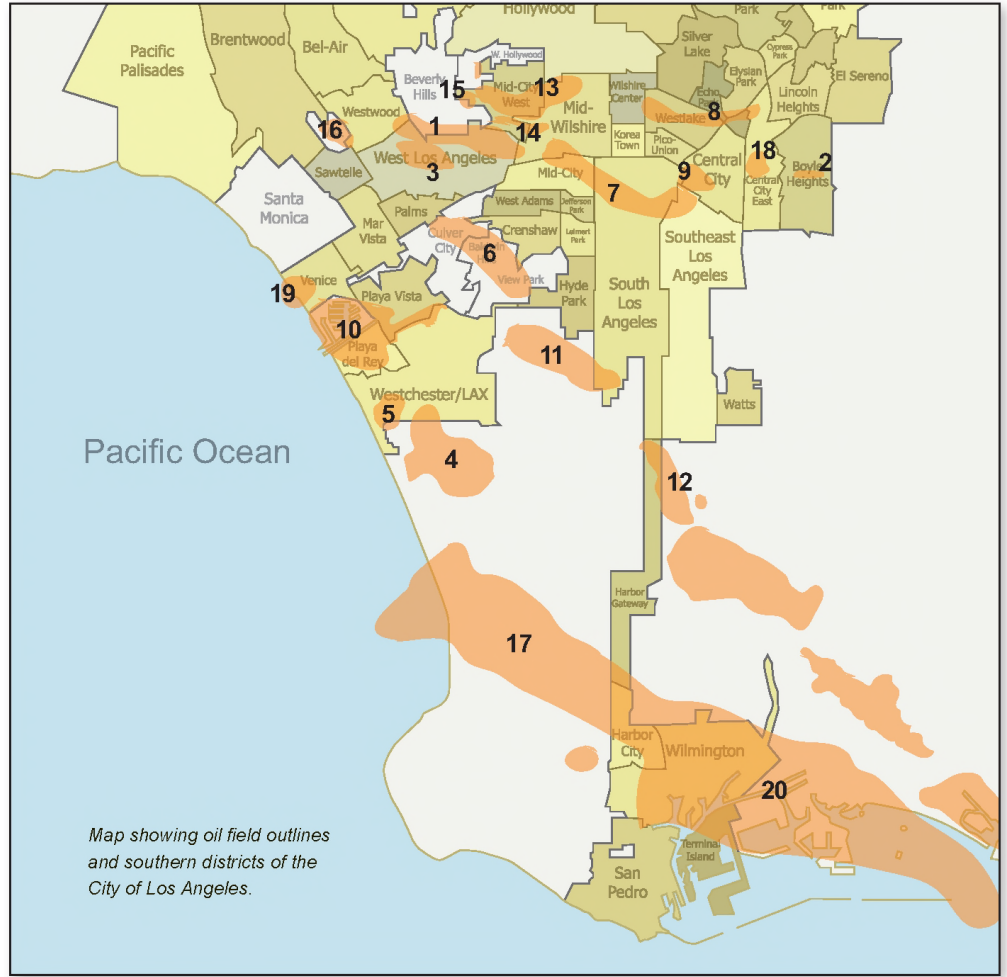 Hollywood
Park
Park
Brentwood
Bel-Air
Pacific
Palisades
Silver
Lake
Cypress
Park
W. Hollywood
Elysian
Park
El Sereno
Beverly
Hills
15
Mid-City
West
13
Wilshire
Center
Echo
Park
Lincoln
Heights
Westwood
Mid-
Wilshire
Westlake
8
16
1
14
Korea
Town
Pico-
Union
18
West Los Angeles
3
Sawtelle
Mid-City
9
Central
City
2
Boyle
Heights
Central
City
East
7
Santa
Monica
Palms
West Adams
Jefferson
Park
Mar
Vista
Culver
City
Crenshaw
Leimert
Park
6
View Park
Southeast
Los
Angeles
Venice
19
Playa Vista
Hyde
Park
South
Los
Angeles
10
Playa
del Rey
11
Westchester/LAX
5
Watts
Pacific Ocean
4
12
Harbor
Gateway
17
Harbor
City
Wilmington
20
Map showing oil field outlines
and southern districts of the
City of Los Angeles.
Terminal
Island
San
Pedro